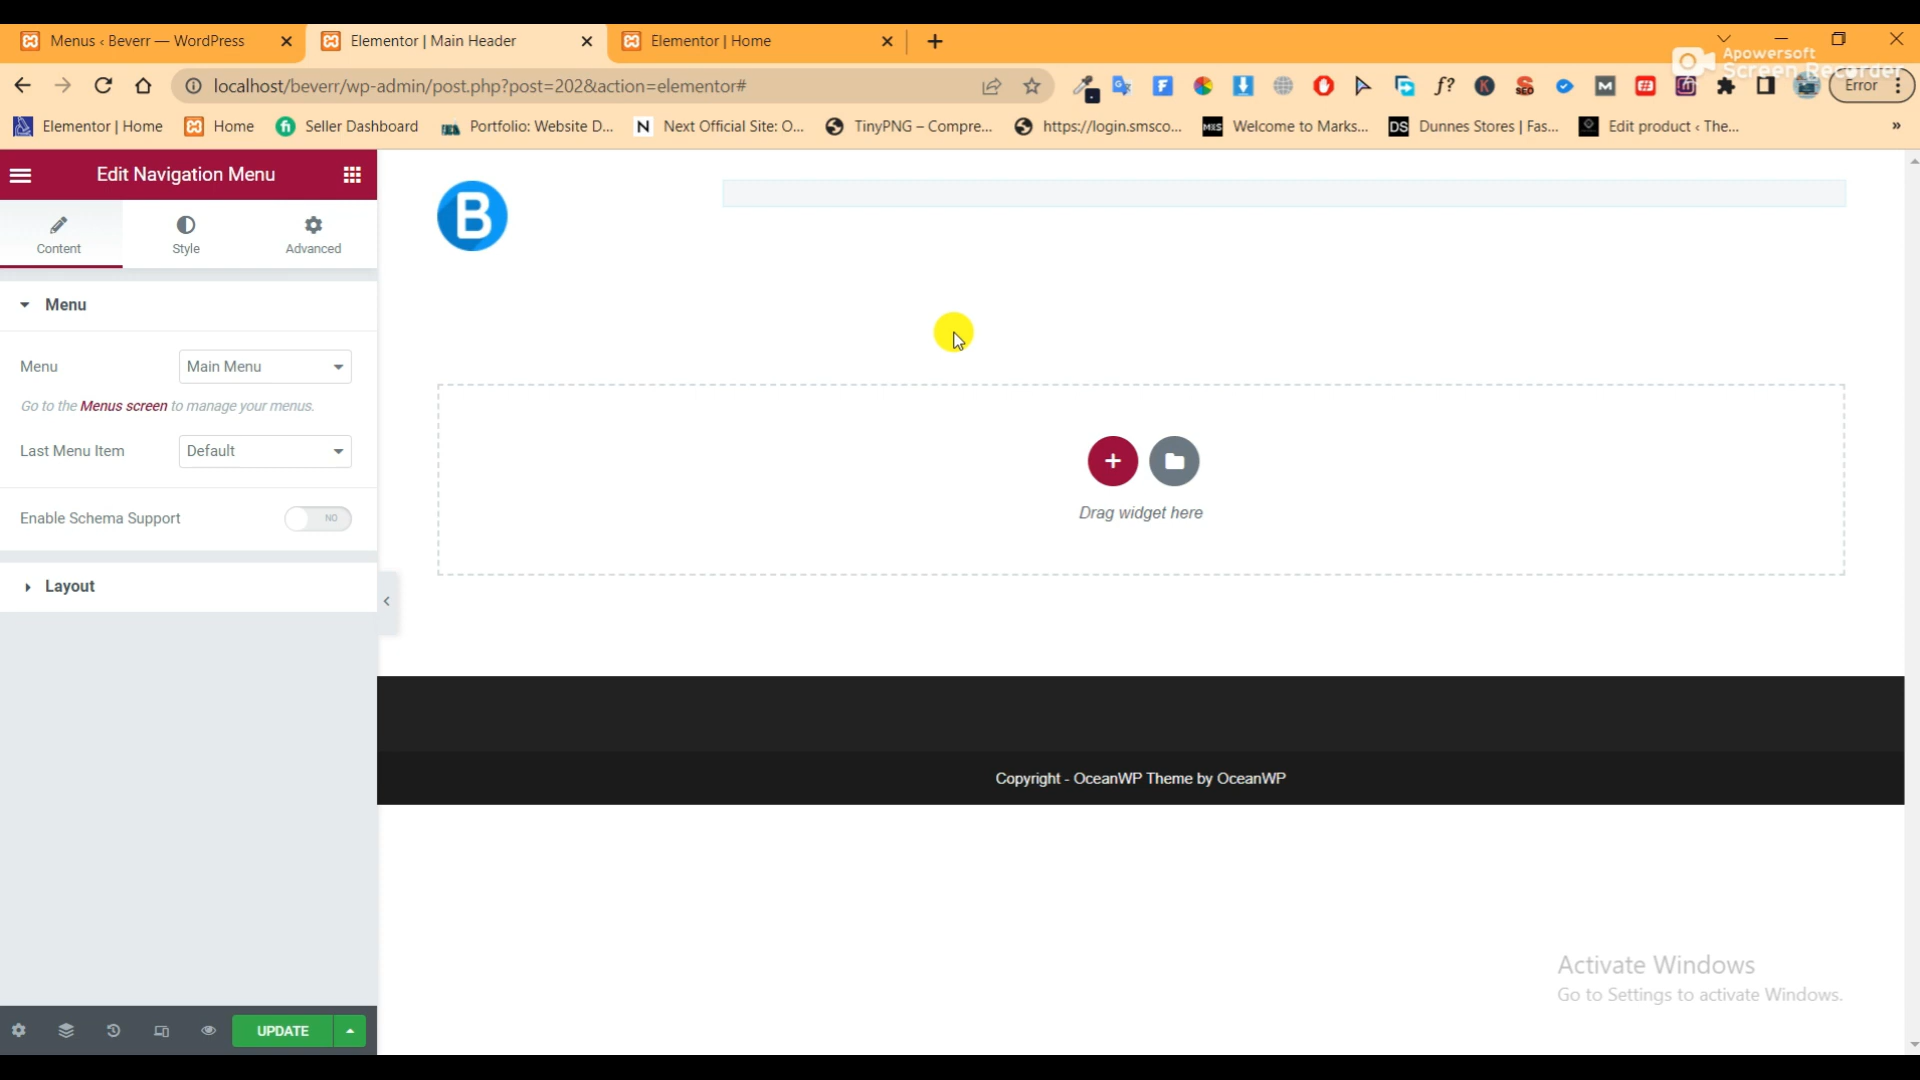 Menus ‹ Beverr — WordPress
Elementor | Main Header
Elementor | Home
Apowersoft
Screen Recorder
localhost/beverr/wp-admin/post.php?post=202&action=elementor#
Error
Elementor | Home
Home
Seller Dashboard
Portfolio: Website D...
Next Official Site: O...
TinyPNG – Compre...
https://login.smsco...
Welcome to Marks...
Dunnes Stores | Fas...
Edit product ‹ The...
»
Edit Navigation Menu
Content
Style
Advanced
B
Menu
Menu
Main Menu
Go to the Menus screen to manage your menus.
Last Menu Item
Default
Enable Schema Support
NO
Layout
Drag widget here
Copyright - OceanWP Theme by OceanWP
Activate Windows
Go to Settings to activate Windows.
UPDATE